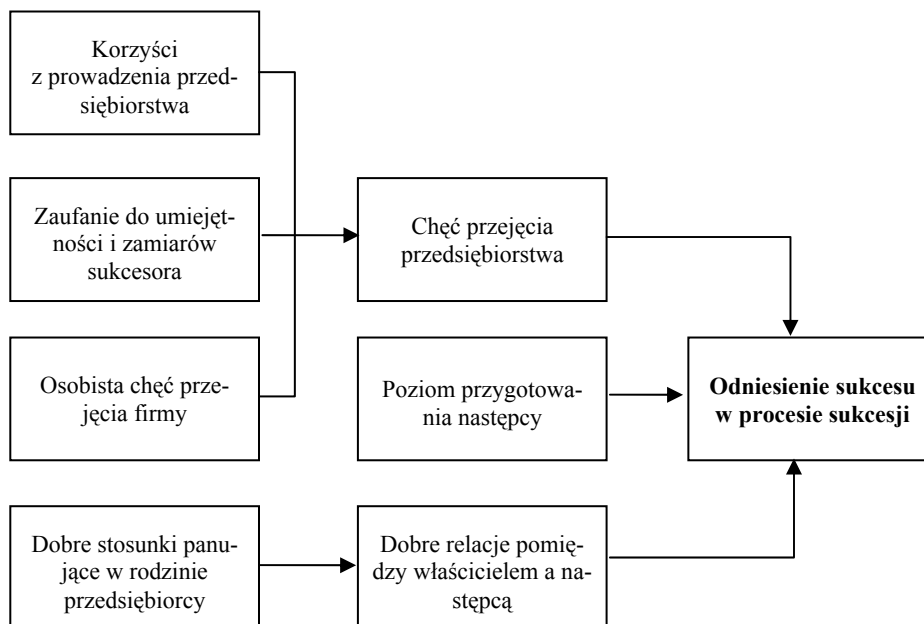 Korzyści
z prowadzenia przed-
siębiorstwa
Zaufanie do umiejęt-
ności i zamiarów
sukcesora
Chęć przejęcia
przedsiębiorstwa
Osobista chęć prze-
jęcia firmy
Poziom przygotowa-
nia następcy
Odniesienie sukcesu
w procesie sukcesji
Dobre stosunki panu-
jące w rodzinie
przedsiębiorcy
Dobre relacje pomię-
dzy właścicielem a na-
stępcą